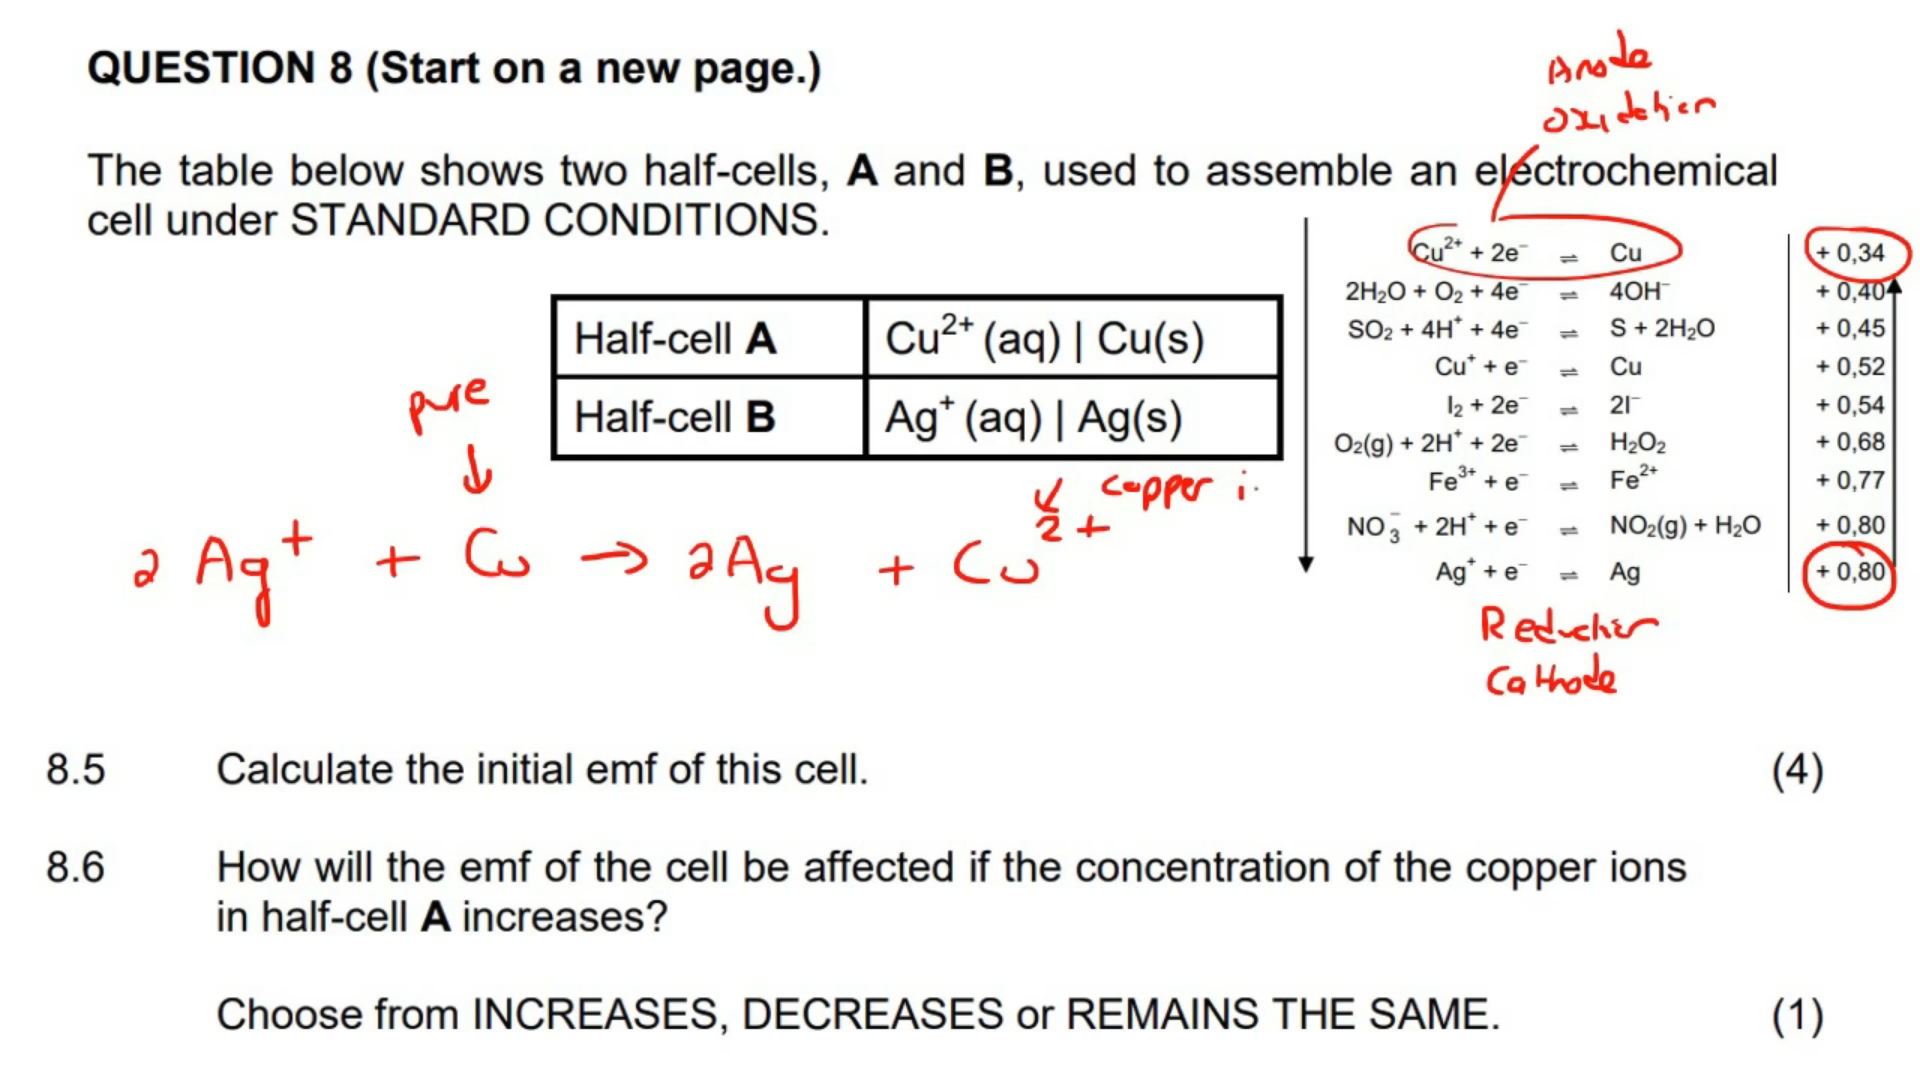 QUESTION 8 (Start on a new page.)
Anode
oxidation
The table below shows two half-cells, A and B, used to assemble an electrochemical
cell under STANDARD CONDITIONS.
Half-cell A | Cu²⁺ (aq) | Cu(s)
Half-cell B | Ag⁺ (aq) | Ag(s)
Cu²⁺ + 2e⁻ ⇌ Cu + 0,34
2H₂O + O₂ + 4e⁻ ⇌ 4OH⁻ + 0,40
SO₂ + 4H⁺ + 4e⁻ ⇌ S + 2H₂O + 0,45
Cu⁺ + e⁻ ⇌ Cu + 0,52
I₂ + 2e⁻ ⇌ 2I⁻ + 0,54
O₂(g) + 2H⁺ + 2e⁻ ⇌ H₂O₂ + 0,68
Fe³⁺ + e⁻ ⇌ Fe²⁺ + 0,77
NO₃⁻ + 2H⁺ + e⁻ ⇌ NO₂(g) + H₂O + 0,80
Ag⁺ + e⁻ ⇌ Ag + 0,80
Reduction
Cathode
pure
copper i
2Ag⁺ + Cu → 2Ag + Cu²⁺
8.5 Calculate the initial emf of this cell. (4)
8.6 How will the emf of the cell be affected if the concentration of the copper ions
in half-cell A increases?
Choose from INCREASES, DECREASES or REMAINS THE SAME. (1)